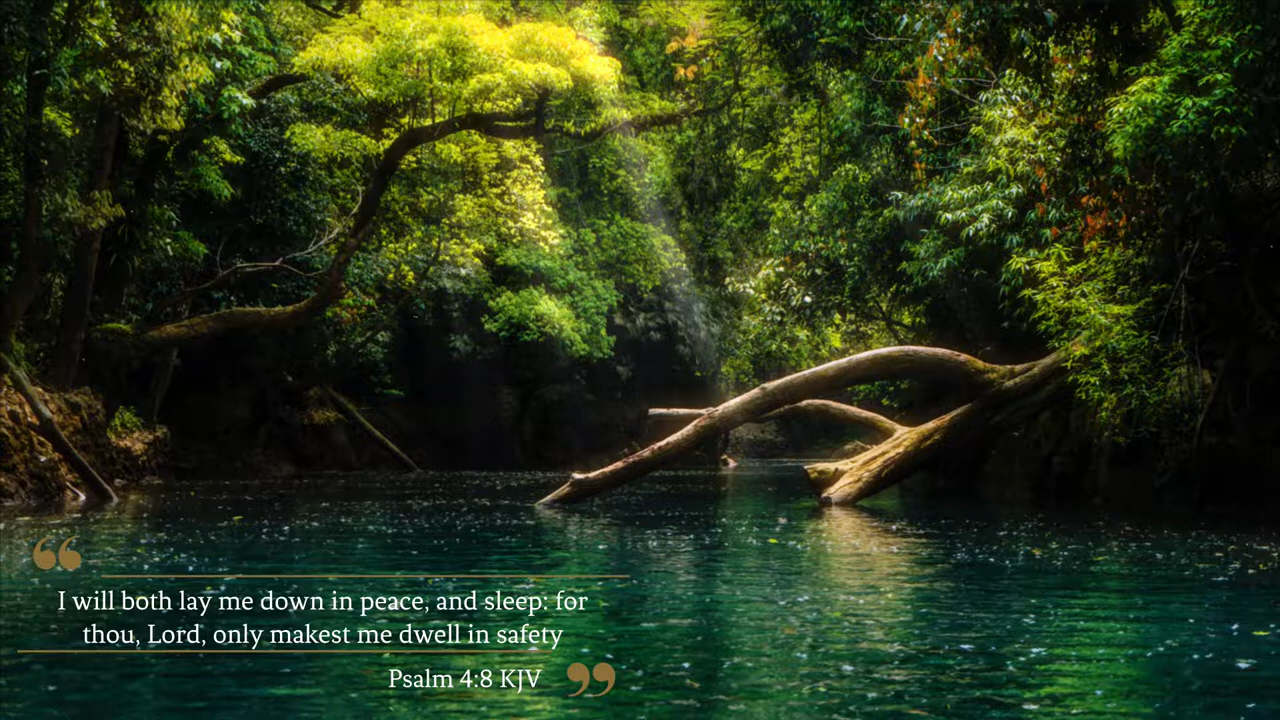 “
I will both lay me down in peace, and sleep: for
thou, Lord, only makest me dwell in safety
Psalm 4:8 KJV ”